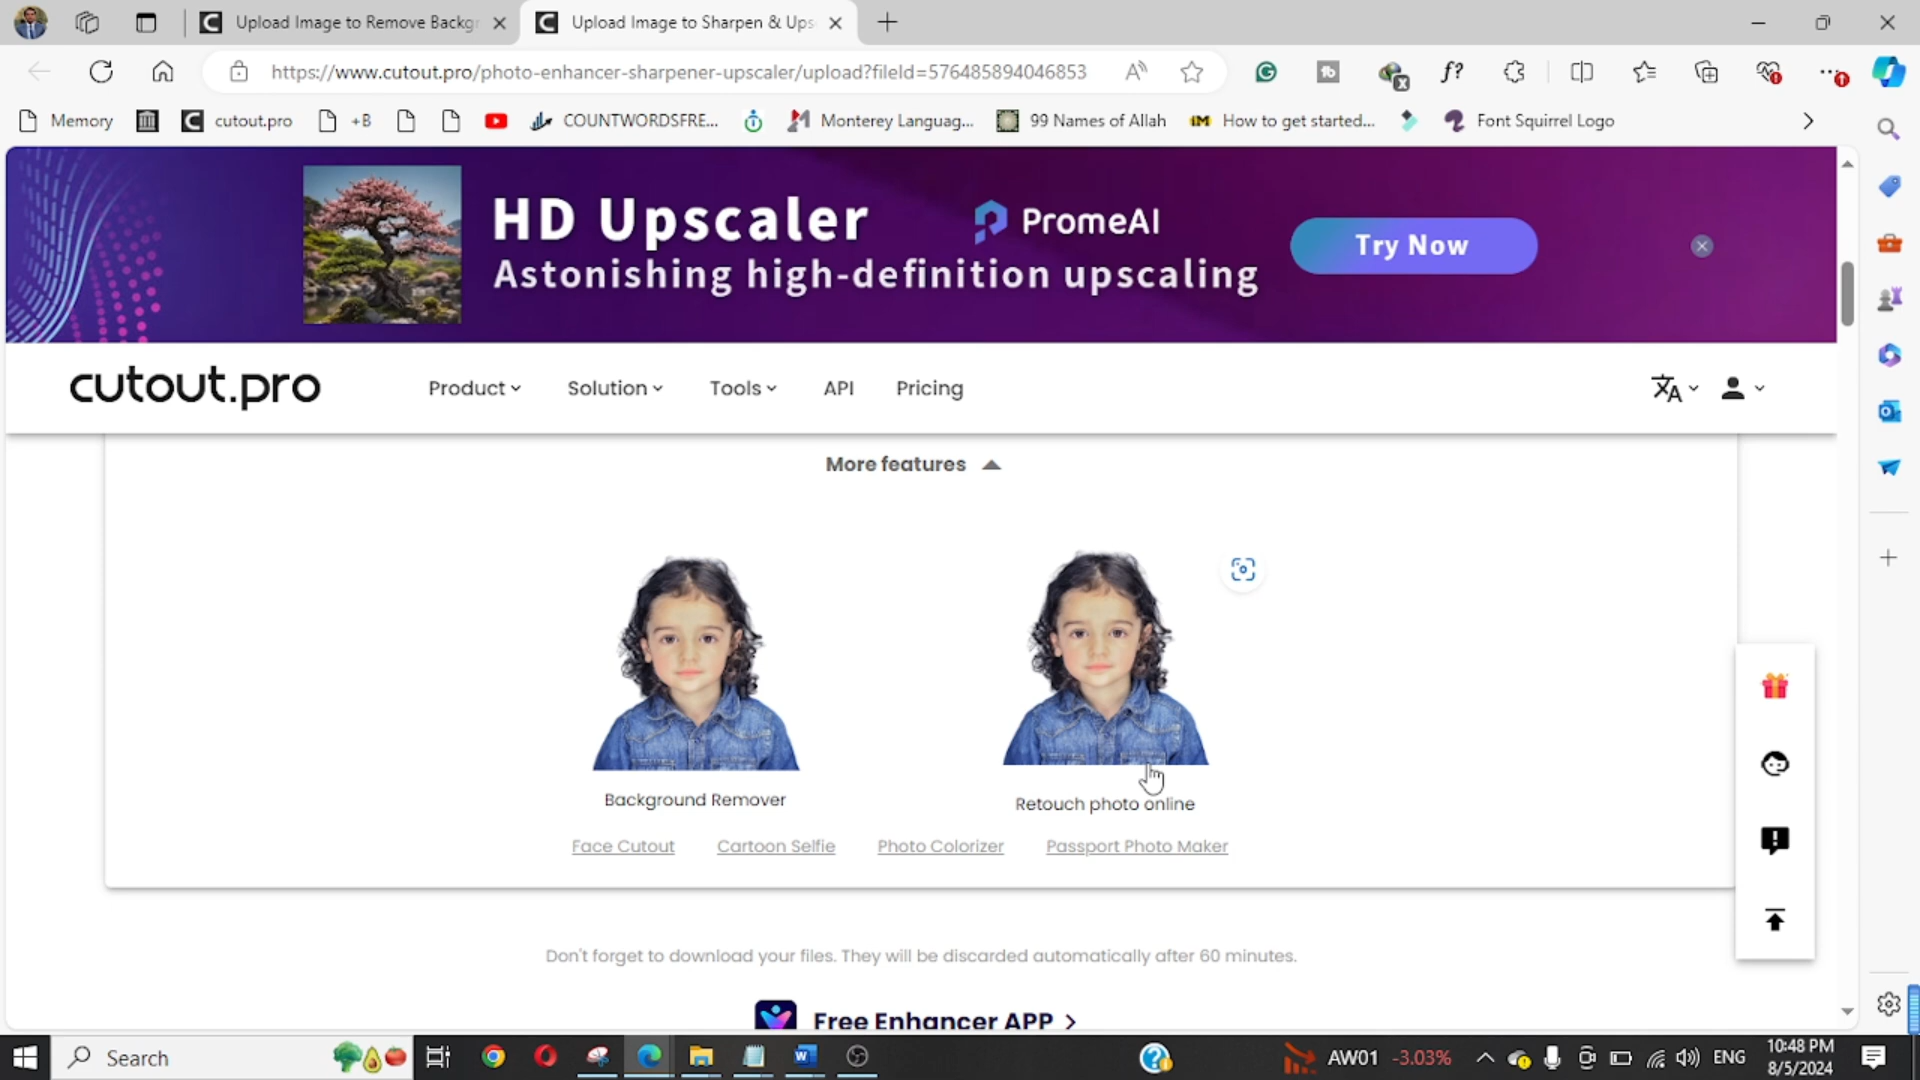 Upload Image to Remove Backgr
Upload Image to Sharpen & Ups
https://www.cutout.pro/photo-enhancer-sharpener-upscaler/upload?fileId=576485894046853
Memory
cutout.pro
+B
COUNTWORDSFRE...
Monterey Languag...
99 Names of Allah
How to get started...
Font Squirrel Logo
HD Upscaler
PromeAI
Astonishing high-definition upscaling
Try Now
cutout.pro
Product
Solution
Tools
API
Pricing
More features
Background Remover
Retouch photo online
Face Cutout
Cartoon Selfie
Photo Colorizer
Passport Photo Maker
Don't forget to download your files. They will be discarded automatically after 60 minutes.
Free Enhancer APP
Search
AW01 -3.03%
ENG
10:48 PM
8/5/2024